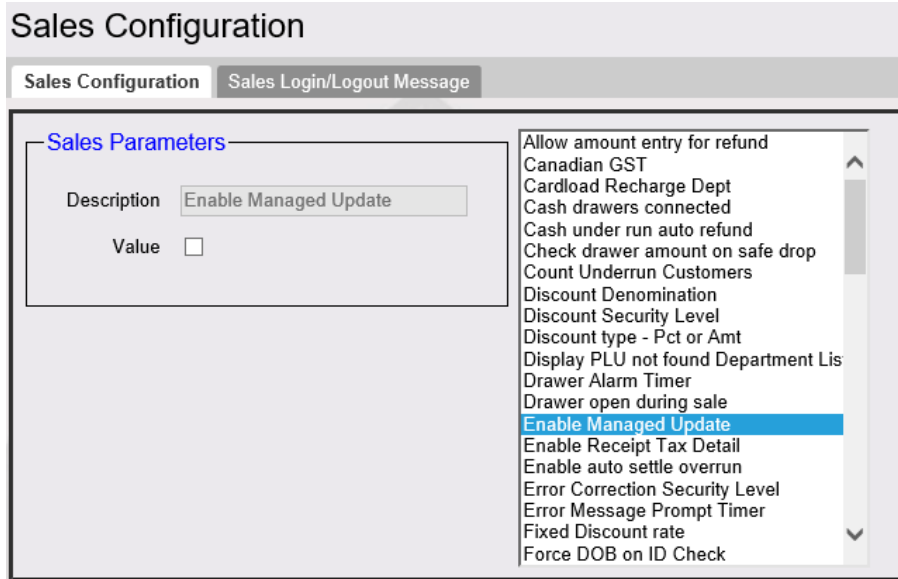 Sales Configuration
Sales Configuration
Sales Login/Logout Message
Sales Parameters
Description
Enable Managed Update
Value
Allow amount entry for refund
Canadian GST
Cardload Recharge Dept
Cash drawers connected
Cash under run auto refund
Check drawer amount on safe drop
Count Underrun Customers
Discount Denomination
Discount Security Level
Discount type - Pct or Amt
Display PLU not found Department Lis
Drawer Alarm Timer
Drawer open during sale
Enable Managed Update
Enable Receipt Tax Detail
Enable auto settle overrun
Error Correction Security Level
Error Message Prompt Timer
Fixed Discount rate
Force DOB on ID Check